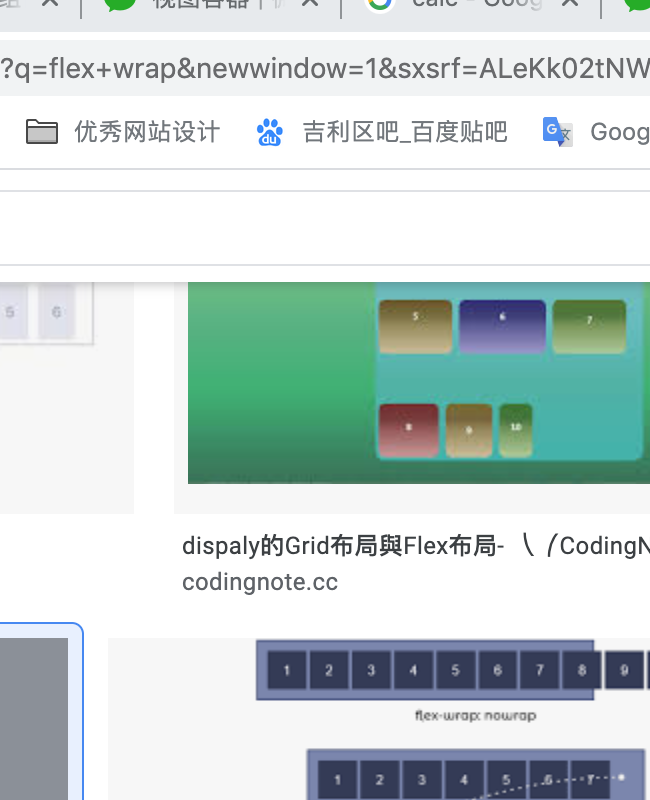 视图容器
calc - Goog
?q=flex+wrap&newwindow=1&sxsrf=ALeKk02tNW
优秀网站设计 du 吉利区吧_百度贴吧 G 文 Goog
5 6
5 6 7
8 9 10
dispaly的Grid布局與Flex布局- \ /CodingN
codingnote.cc
1 2 3 4 5 6 7 8 9
flex-wrap: nowrap
1 2 3 4 5 6 7